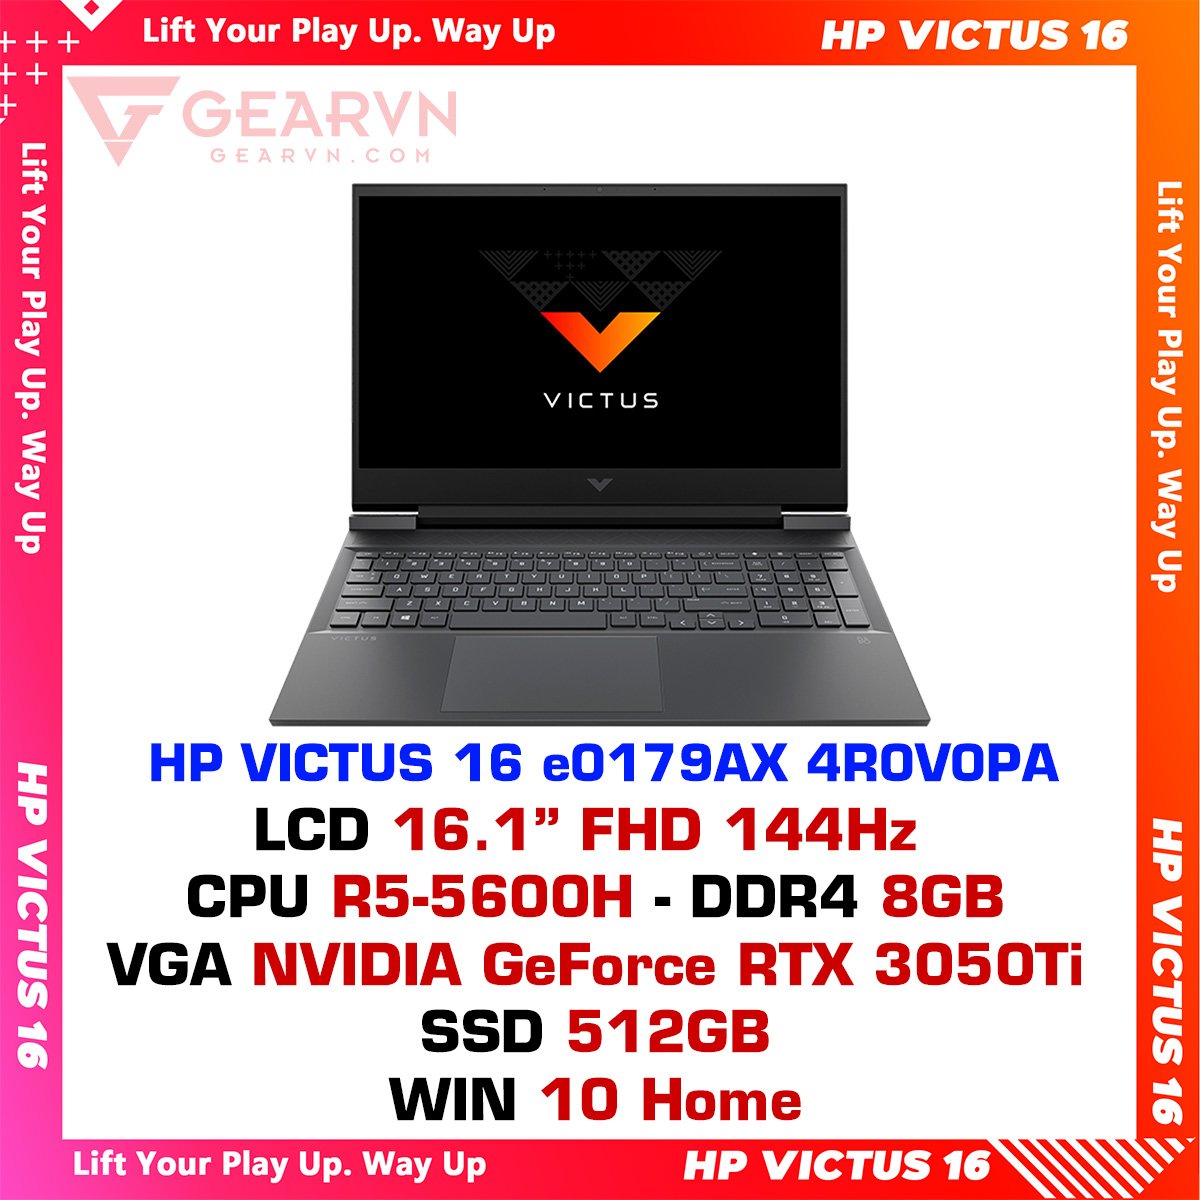 Lift Your Play Up. Way Up
HP VICTUS 16
GEARVN
GEARVN.COM
Lift Your Play Up. Way Up
Lift Your Play Up. Way Up
VICTUS
VICTUS
HP VICTUS 16 e0179AX 4R0V0PA
LCD 16.1” FHD 144Hz
CPU R5-5600H - DDR4 8GB
VGA NVIDIA GeForce RTX 3050Ti
SSD 512GB
WIN 10 Home
HP VICTUS 16
HP VICTUS 16
Lift Your Play Up. Way Up
HP VICTUS 16